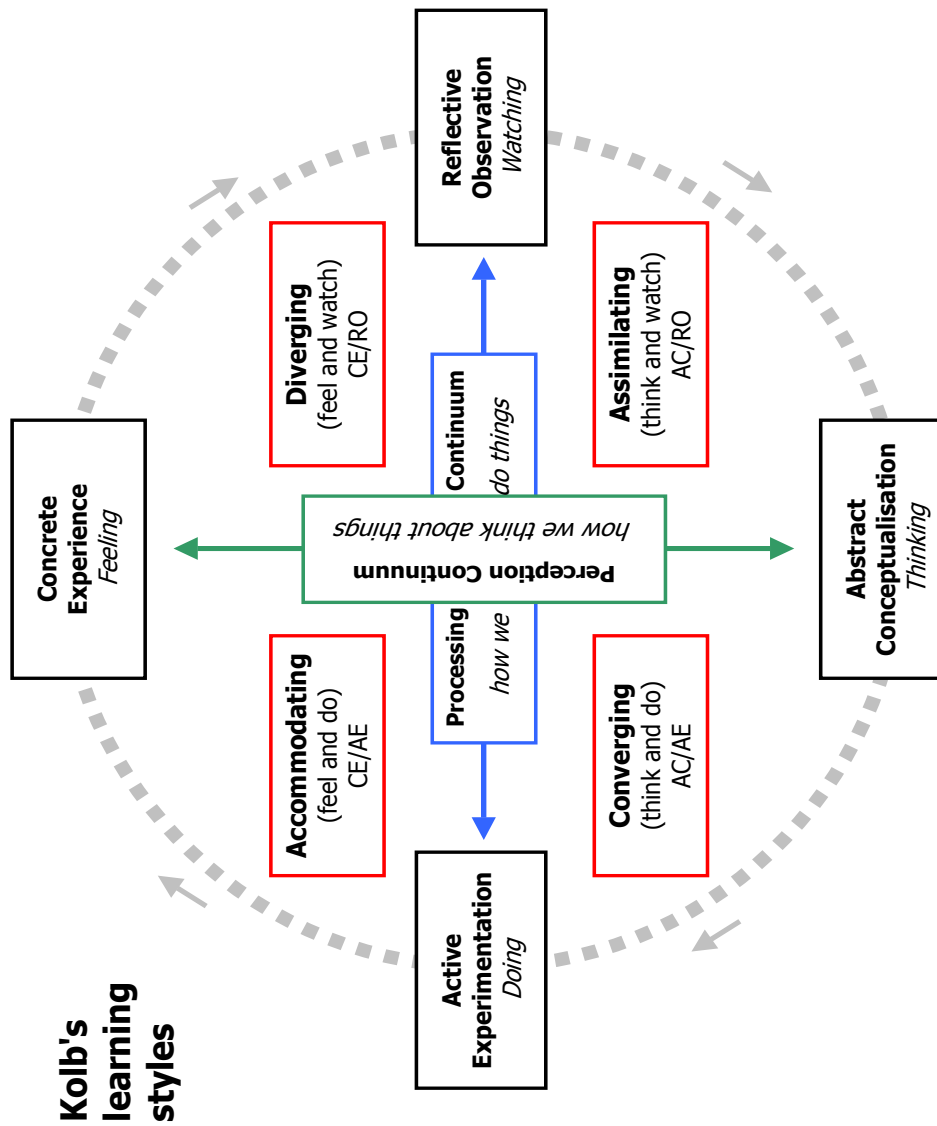 Kolb's
learning
styles
Concrete
Experience
Feeling
Accommodating
(feel and do)
CE/AE
Diverging
(feel and watch)
CE/RO
Active
Experimentation
Doing
Processing Continuum
how we do things
Perception Continuum
how we think about things
Reflective
Observation
Watching
Converging
(think and do)
AC/AE
Assimilating
(think and watch)
AC/RO
Abstract
Conceptualisation
Thinking